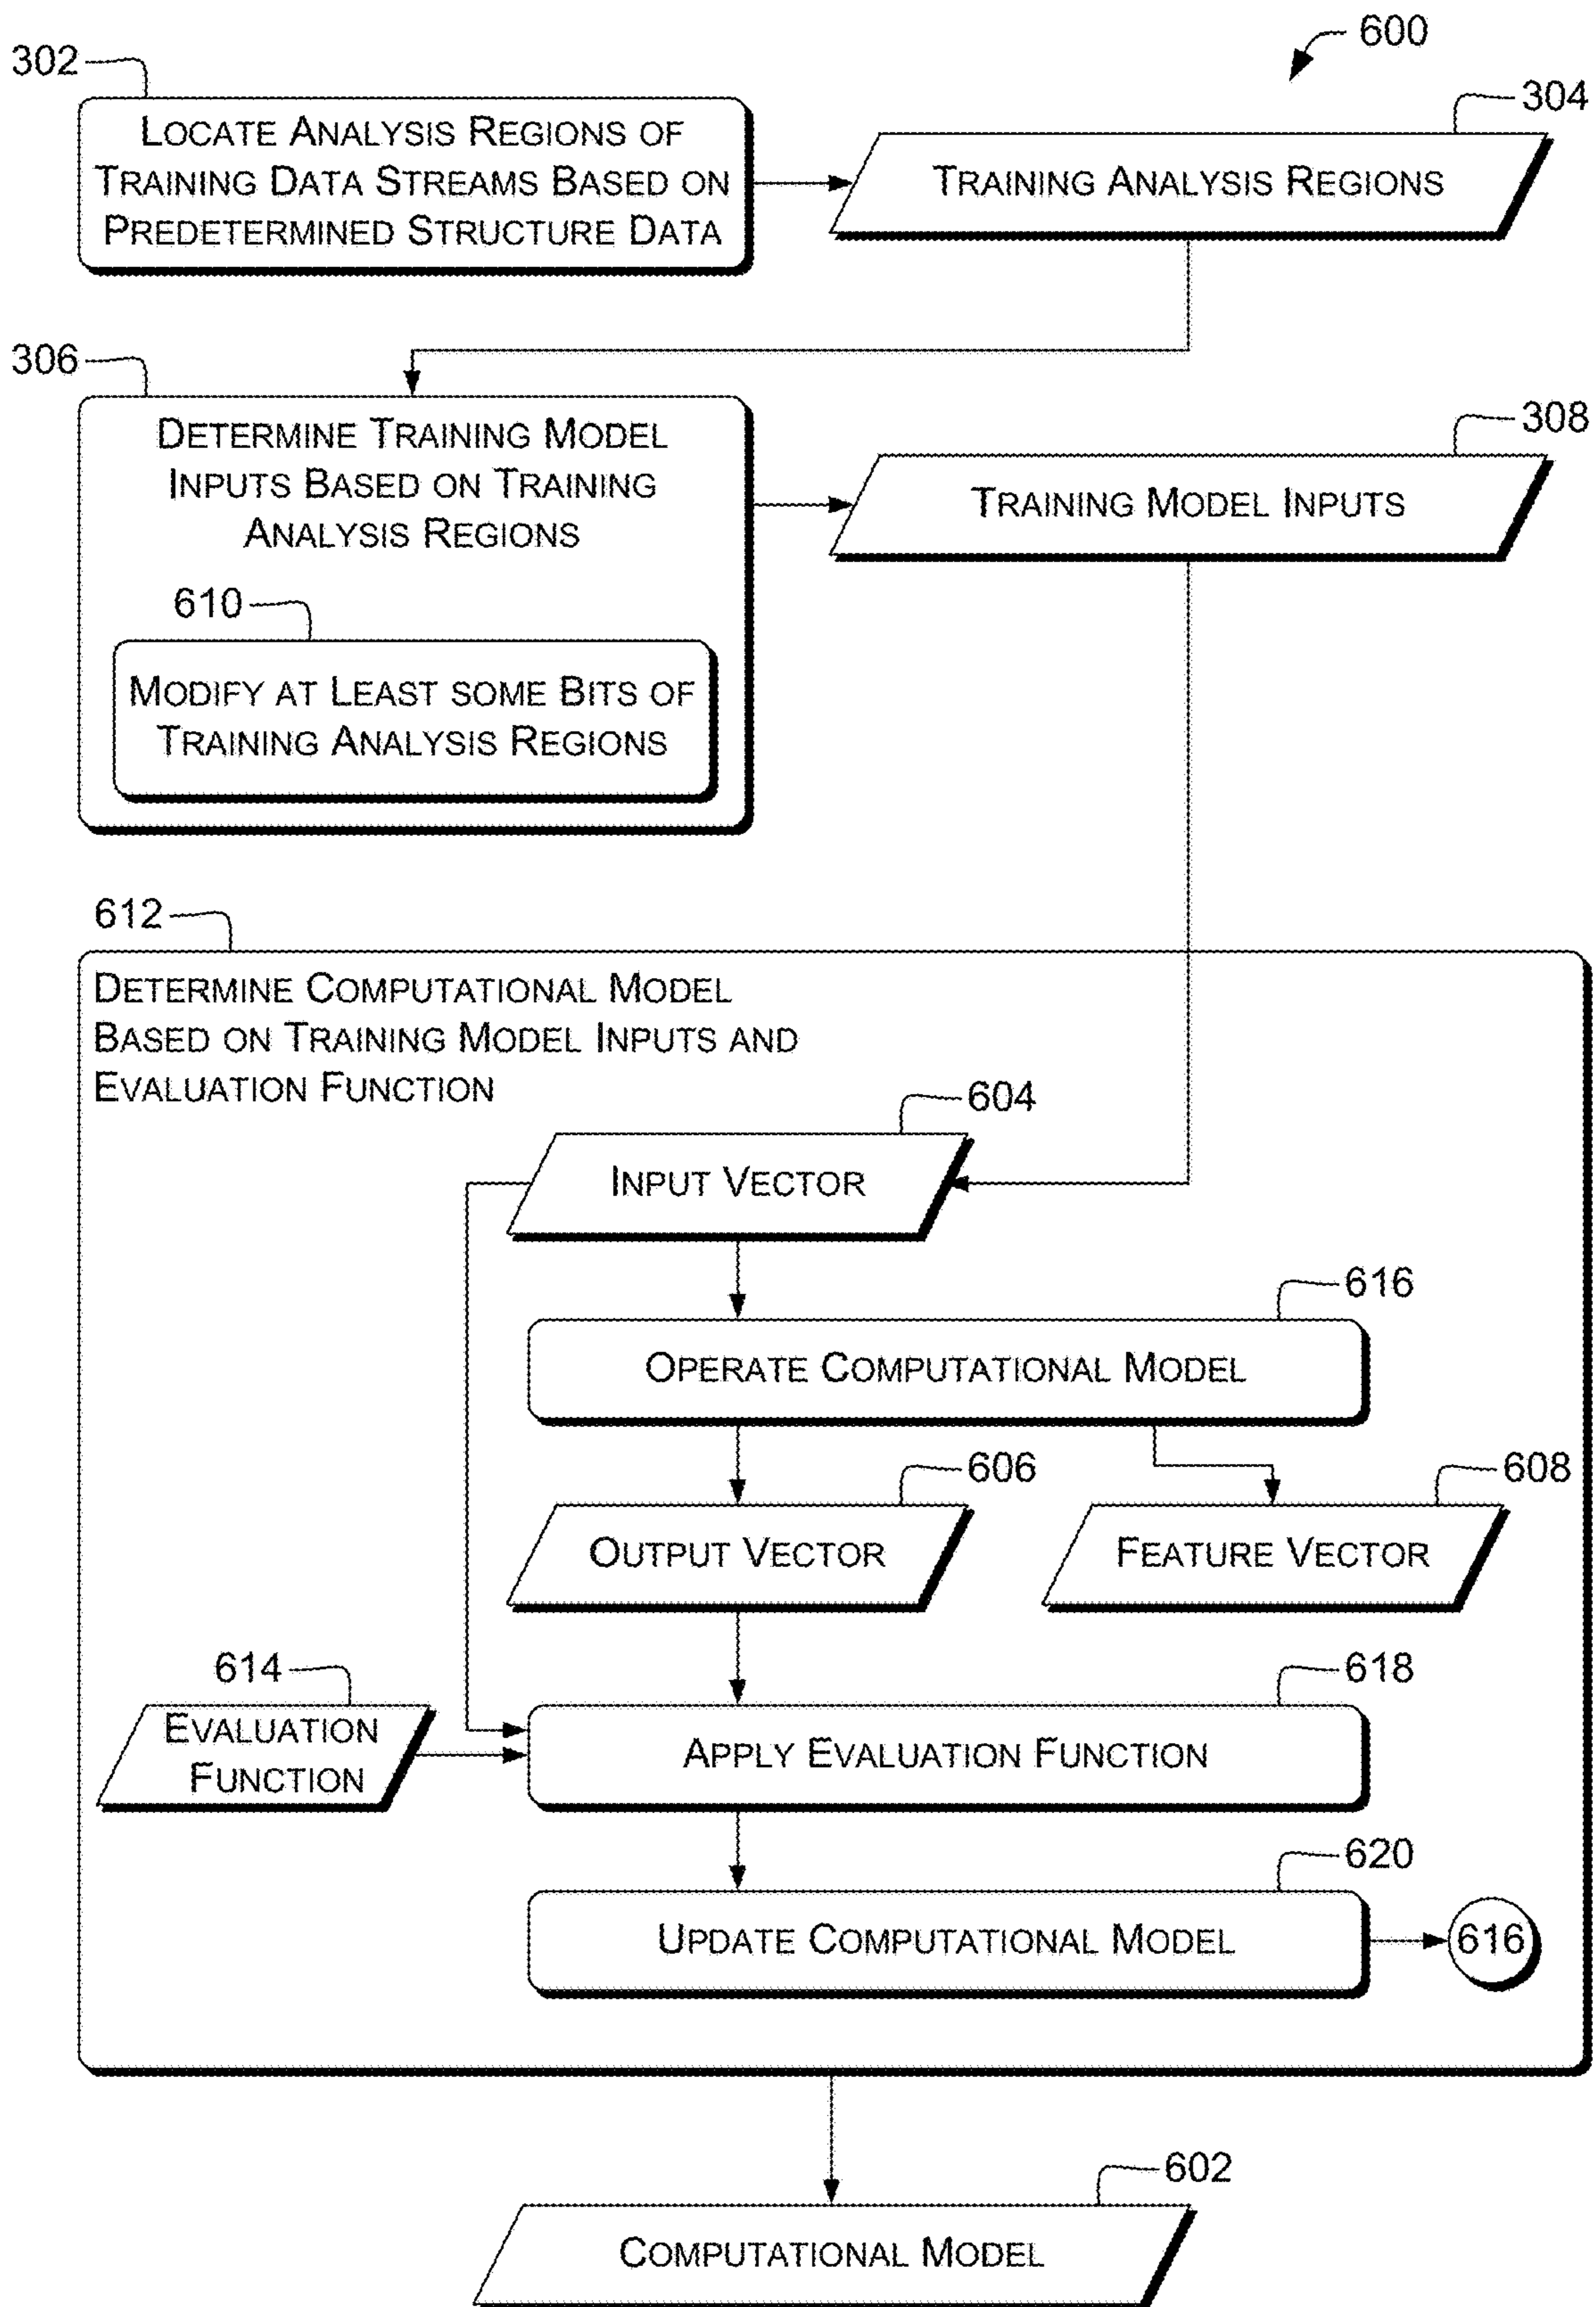 600
302
LOCATE ANALYSIS REGIONS OF
TRAINING DATA STREAMS BASED ON
PREDETERMINED STRUCTURE DATA
304
TRAINING ANALYSIS REGIONS
306
DETERMINE TRAINING MODEL
INPUTS BASED ON TRAINING
ANALYSIS REGIONS
308
TRAINING MODEL INPUTS
610
MODIFY AT LEAST SOME BITS OF
TRAINING ANALYSIS REGIONS
612
DETERMINE COMPUTATIONAL MODEL
BASED ON TRAINING MODEL INPUTS AND
EVALUATION FUNCTION
604
INPUT VECTOR
616
OPERATE COMPUTATIONAL MODEL
606
OUTPUT VECTOR
608
FEATURE VECTOR
614
EVALUATION
FUNCTION
618
APPLY EVALUATION FUNCTION
620
UPDATE COMPUTATIONAL MODEL
616
602
COMPUTATIONAL MODEL